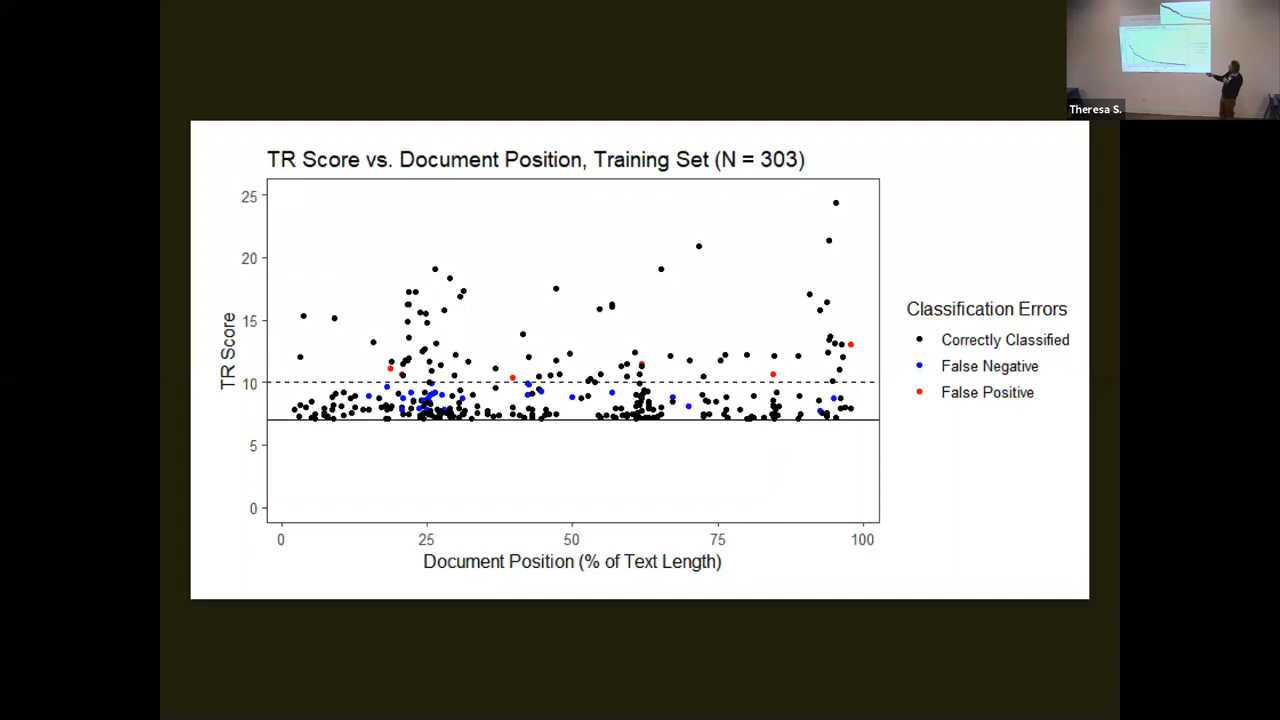 Theresa S.
TR Score vs. Document Position, Training Set (N = 303)
25
20
15
10
5
0
TR Score
0 25 50 75 100
Document Position (% of Text Length)
Classification Errors
Correctly Classified
False Negative
False Positive